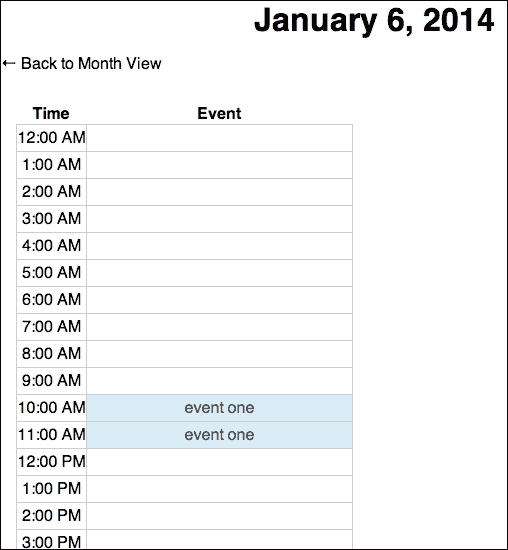 January 6, 2014
← Back to Month View
Time Event
12:00 AM
1:00 AM
2:00 AM
3:00 AM
4:00 AM
5:00 AM
6:00 AM
7:00 AM
8:00 AM
9:00 AM
10:00 AM event one
11:00 AM event one
12:00 PM
1:00 PM
2:00 PM
3:00 PM